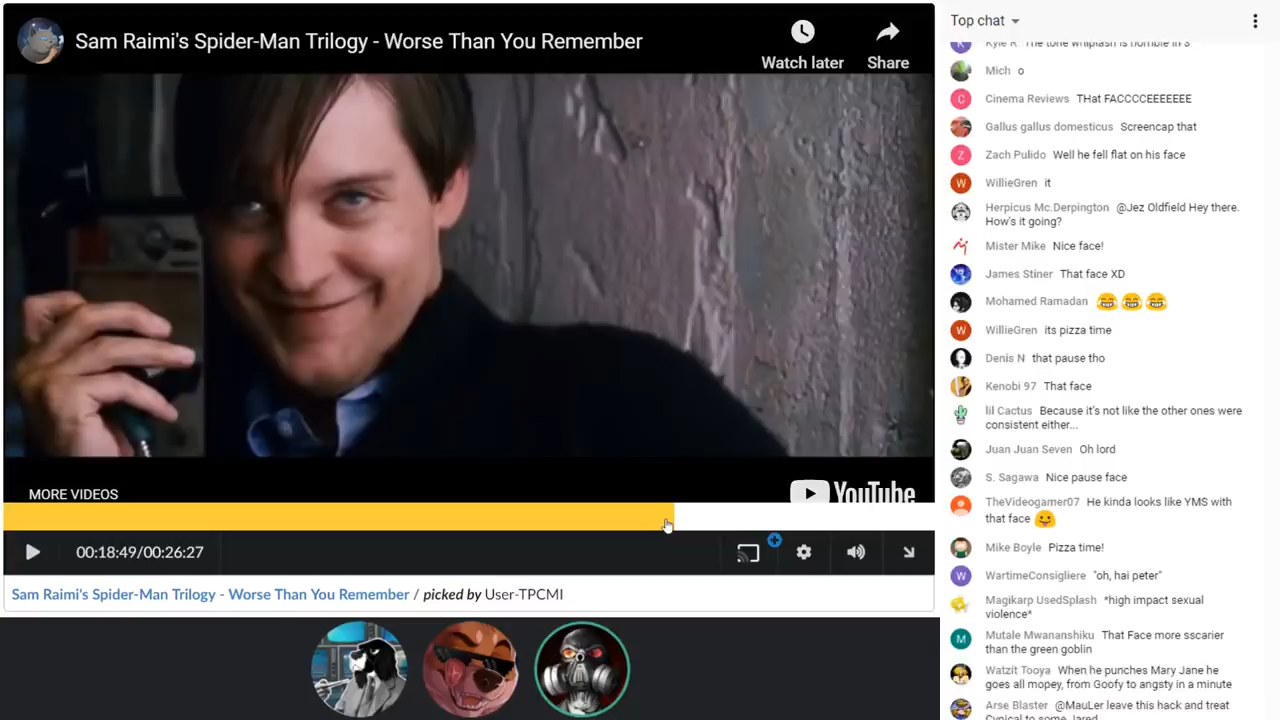 Sam Raimi's Spider-Man Trilogy - Worse Than You Remember
Watch later
Share
MORE VIDEOS
YouTube
00:18:49/00:26:27
Sam Raimi's Spider-Man Trilogy - Worse Than You Remember / picked by User-TPCMI
Top chat
Kyle R The tone whiplash is horrible in 3
Mich o
C Cinema Reviews THat FACCCCEEEEEEE
Gallus gallus domesticus Screencap that
Z Zach Pulido Well he fell flat on his face
W WillieGren it
Herpicus Mc.Derpington @Jez Oldfield Hey there.
How's it going?
Mister Mike Nice face!
James Stiner That face XD
Mohamed Ramadan 😂😂😂
W WillieGren its pizza time
Denis N that pause tho
Kenobi 97 That face
lil Cactus Because it's not like the other ones were
consistent either...
Juan Juan Seven Oh lord
S. Sagawa Nice pause face
TheVideogamer07 He kinda looks like YMS with
that face 😛
Mike Boyle Pizza time!
W WartimeConsigliere "oh, hai peter"
Magikarp UsedSplash *high impact sexual
violence*
M Mutale Mwananshiku That Face more sscarier
than the green goblin
Watzit Tooya When he punches Mary Jane he
goes all mopey, from Goofy to angsty in a minute
Arse Blaster @MauLer leave this hack and treat
Cynical to some Jared